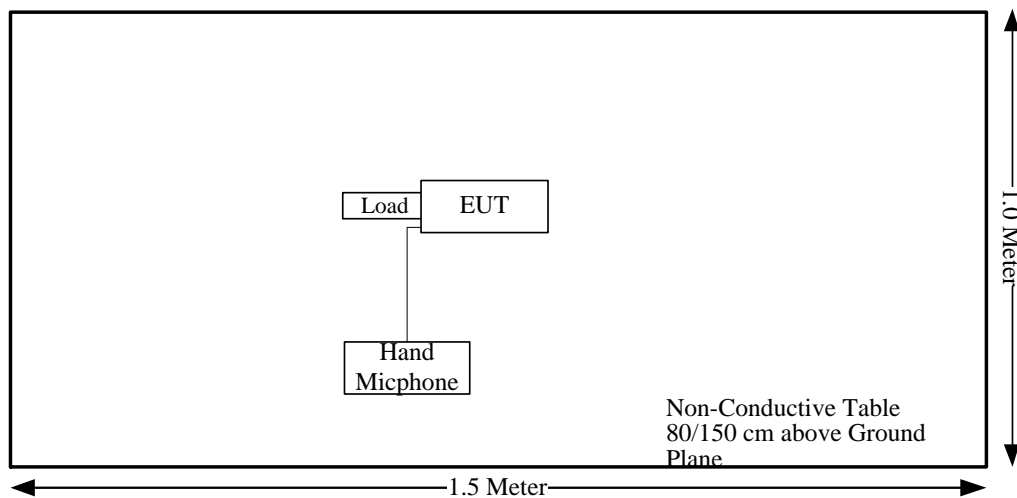 Load
EUT
1.0 Meter
Hand
Micphone
Non-Conductive Table
80/150 cm above Ground
Plane
1.5 Meter